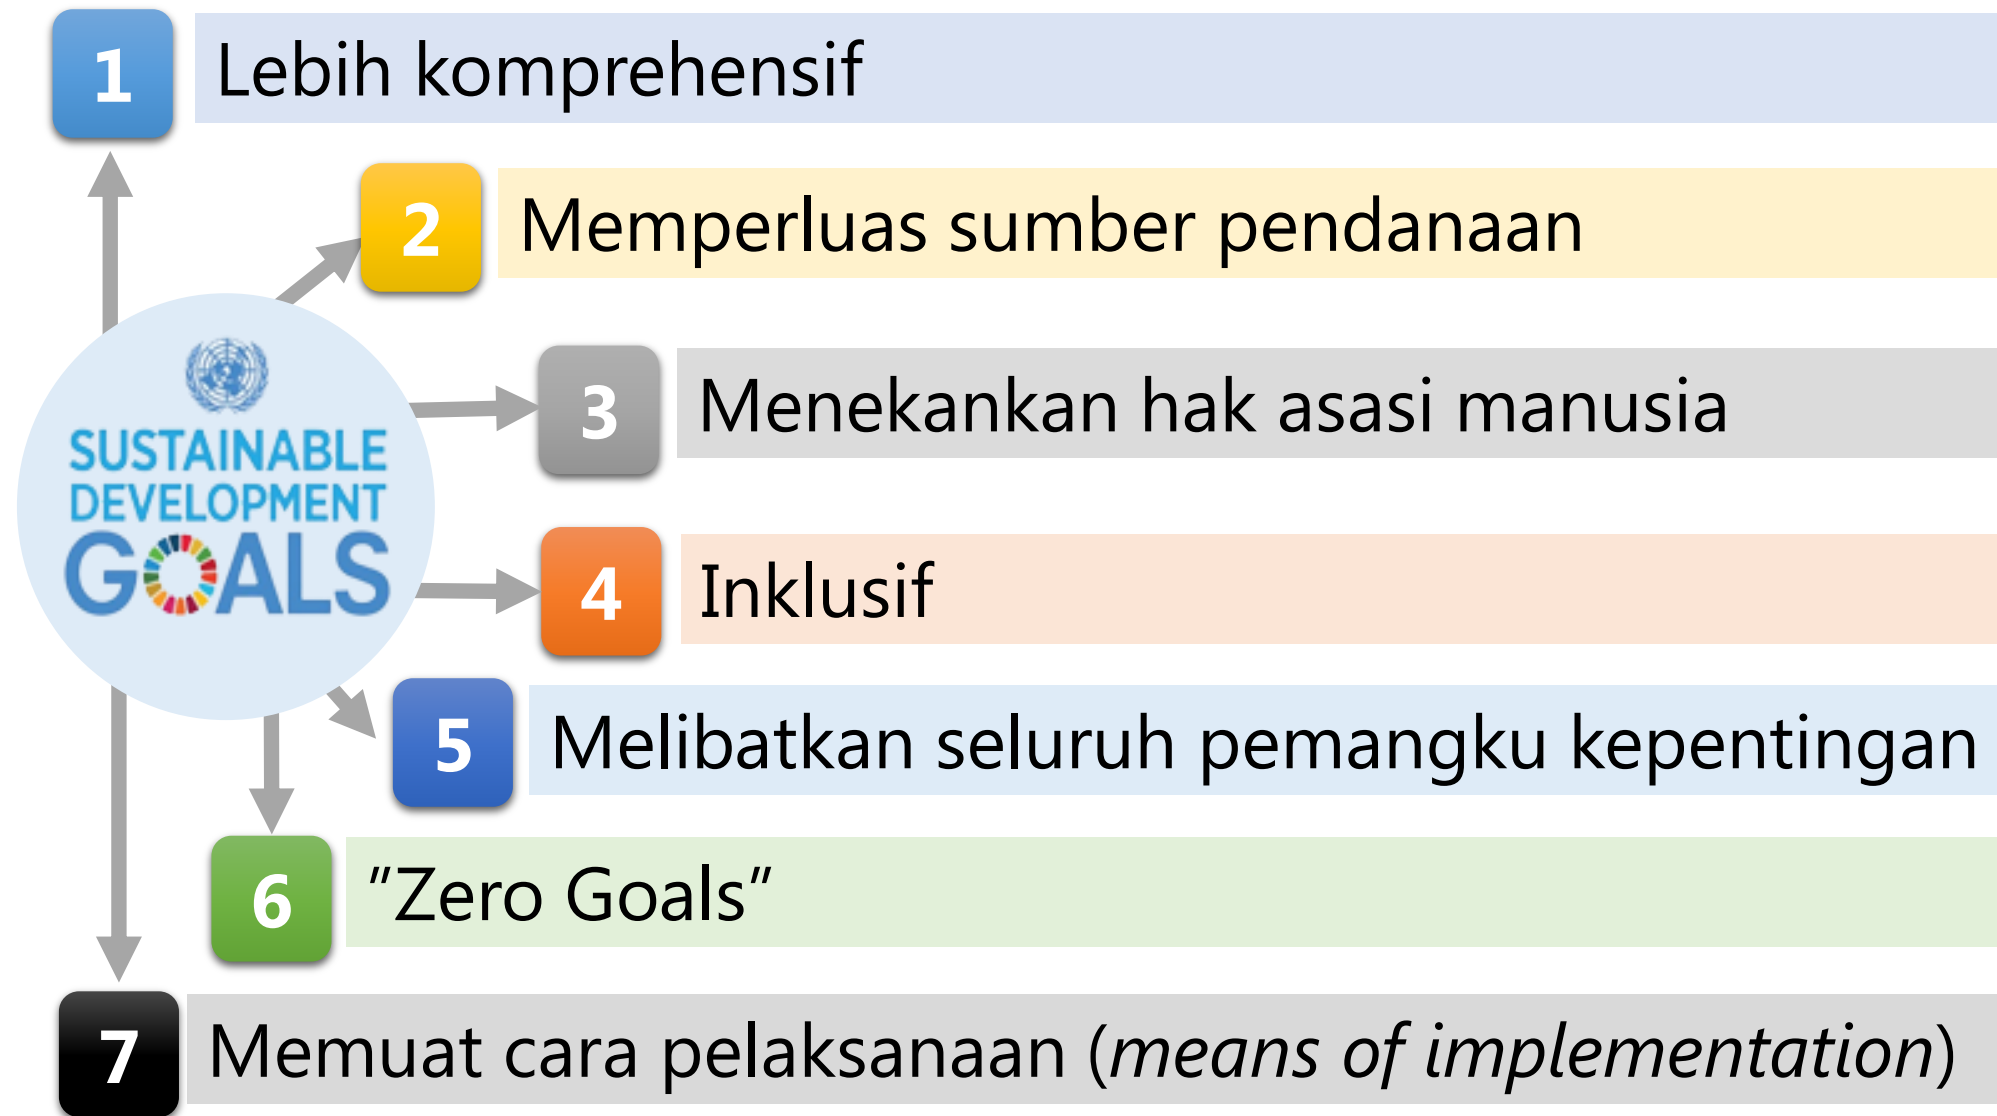 1 Lebih komprehensif
2 Memperluas sumber pendanaan
3 Menekankan hak asasi manusia
SUSTAINABLE
DEVELOPMENT
GOALS
4 Inklusif
5 Melibatkan seluruh pemangku kepentingan
6 "Zero Goals"
7 Memuat cara pelaksanaan (means of implementation)